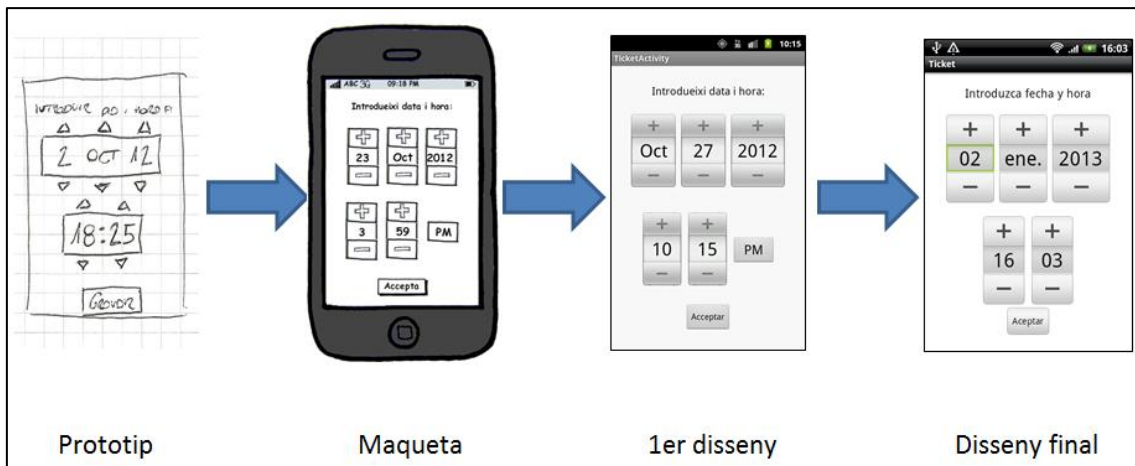 INTRODUIR
2 OCT 12
18:25
Gravar
Prototip
ABC 3G 09:18 PM
Introdueixi data i hora:
23 Oct 2012
3 59 PM
Accepta
Maqueta
10:15
TicketActivity
Introdueixi data i hora:
+ + +
Oct 27 2012
— — —
+ +
10 15 PM
— —
Acceptar
1er disseny
16:03
Ticket
Introduzca fecha y hora
+ + +
02 ene. 2013
— — —
+ +
16 03
— —
Aceptar
Disseny final